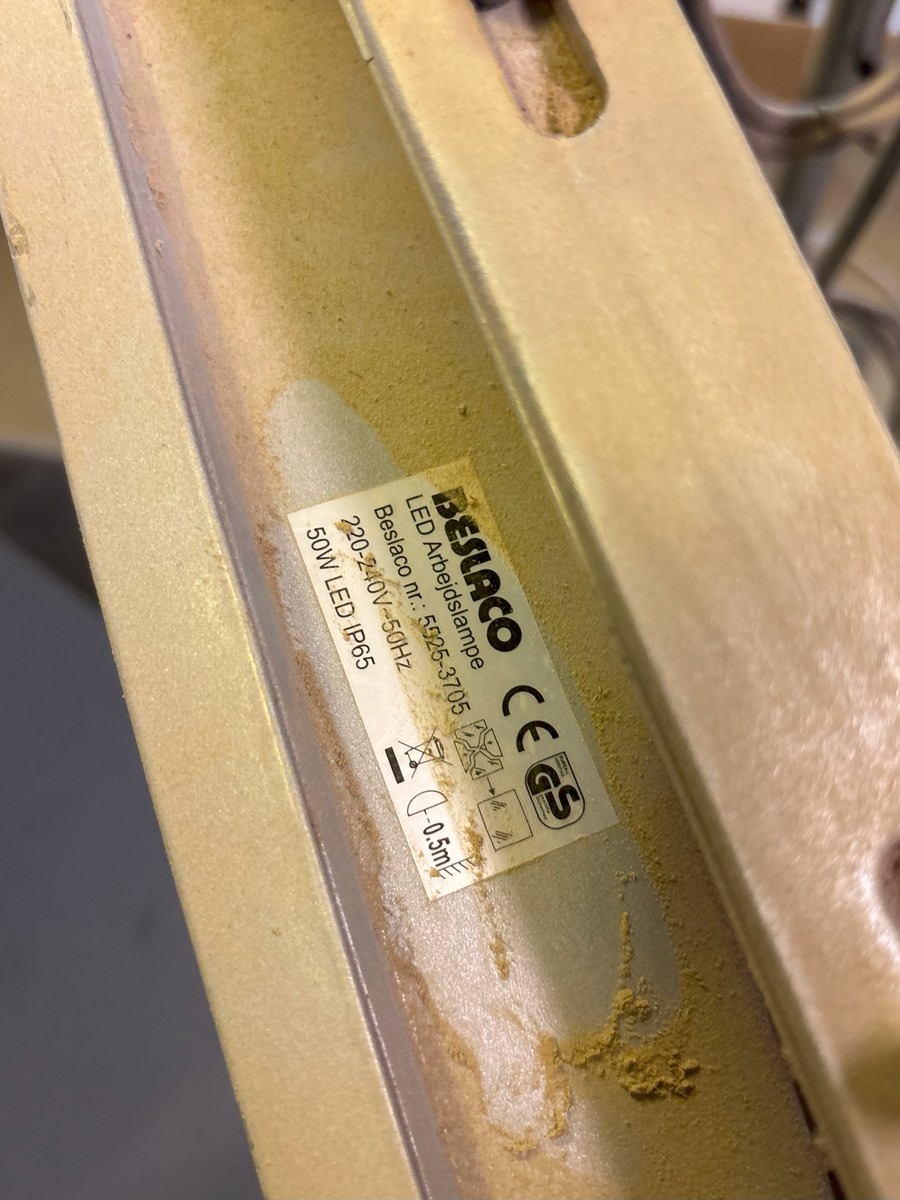 BESLACO
LED Arbejdslampe
Beslaco nr.: 5525-3705
220-240V~50Hz
50W LED IP65
CE
GS
0.5m